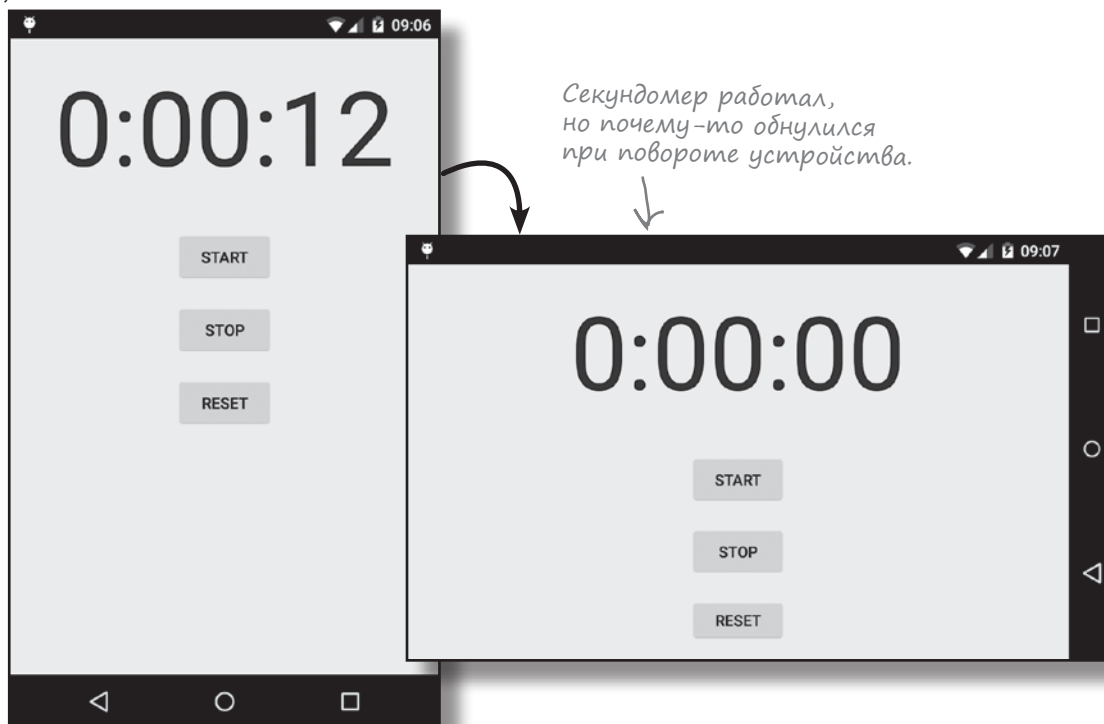 09:06
0:00:12
START
STOP
RESET
Секундомер работал,
но почему-то обнулился
при повороте устройства.
09:07
0:00:00
START
STOP
RESET